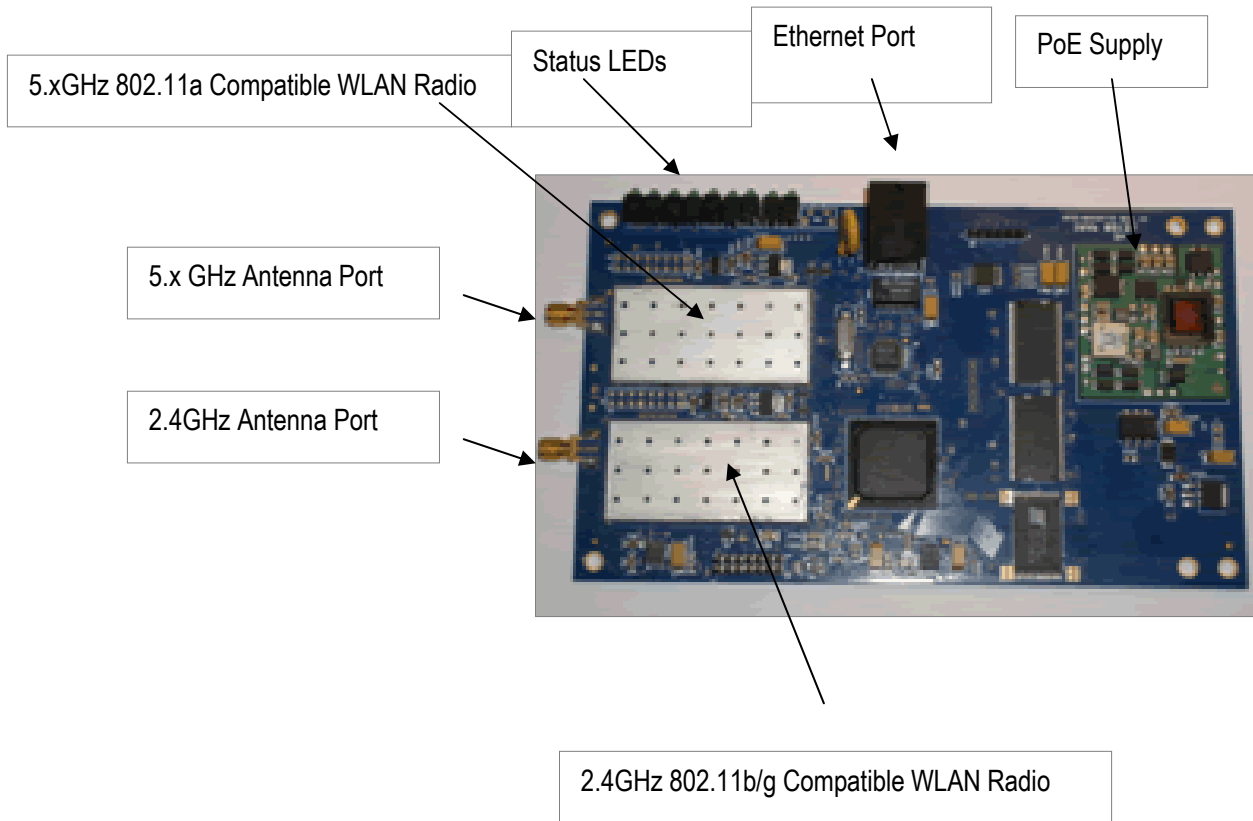 Ethernet Port
PoE Supply
Status LEDs
5.xGHz 802.11a Compatible WLAN Radio
5.x GHz Antenna Port
2.4GHz Antenna Port
2.4GHz 802.11b/g Compatible WLAN Radio